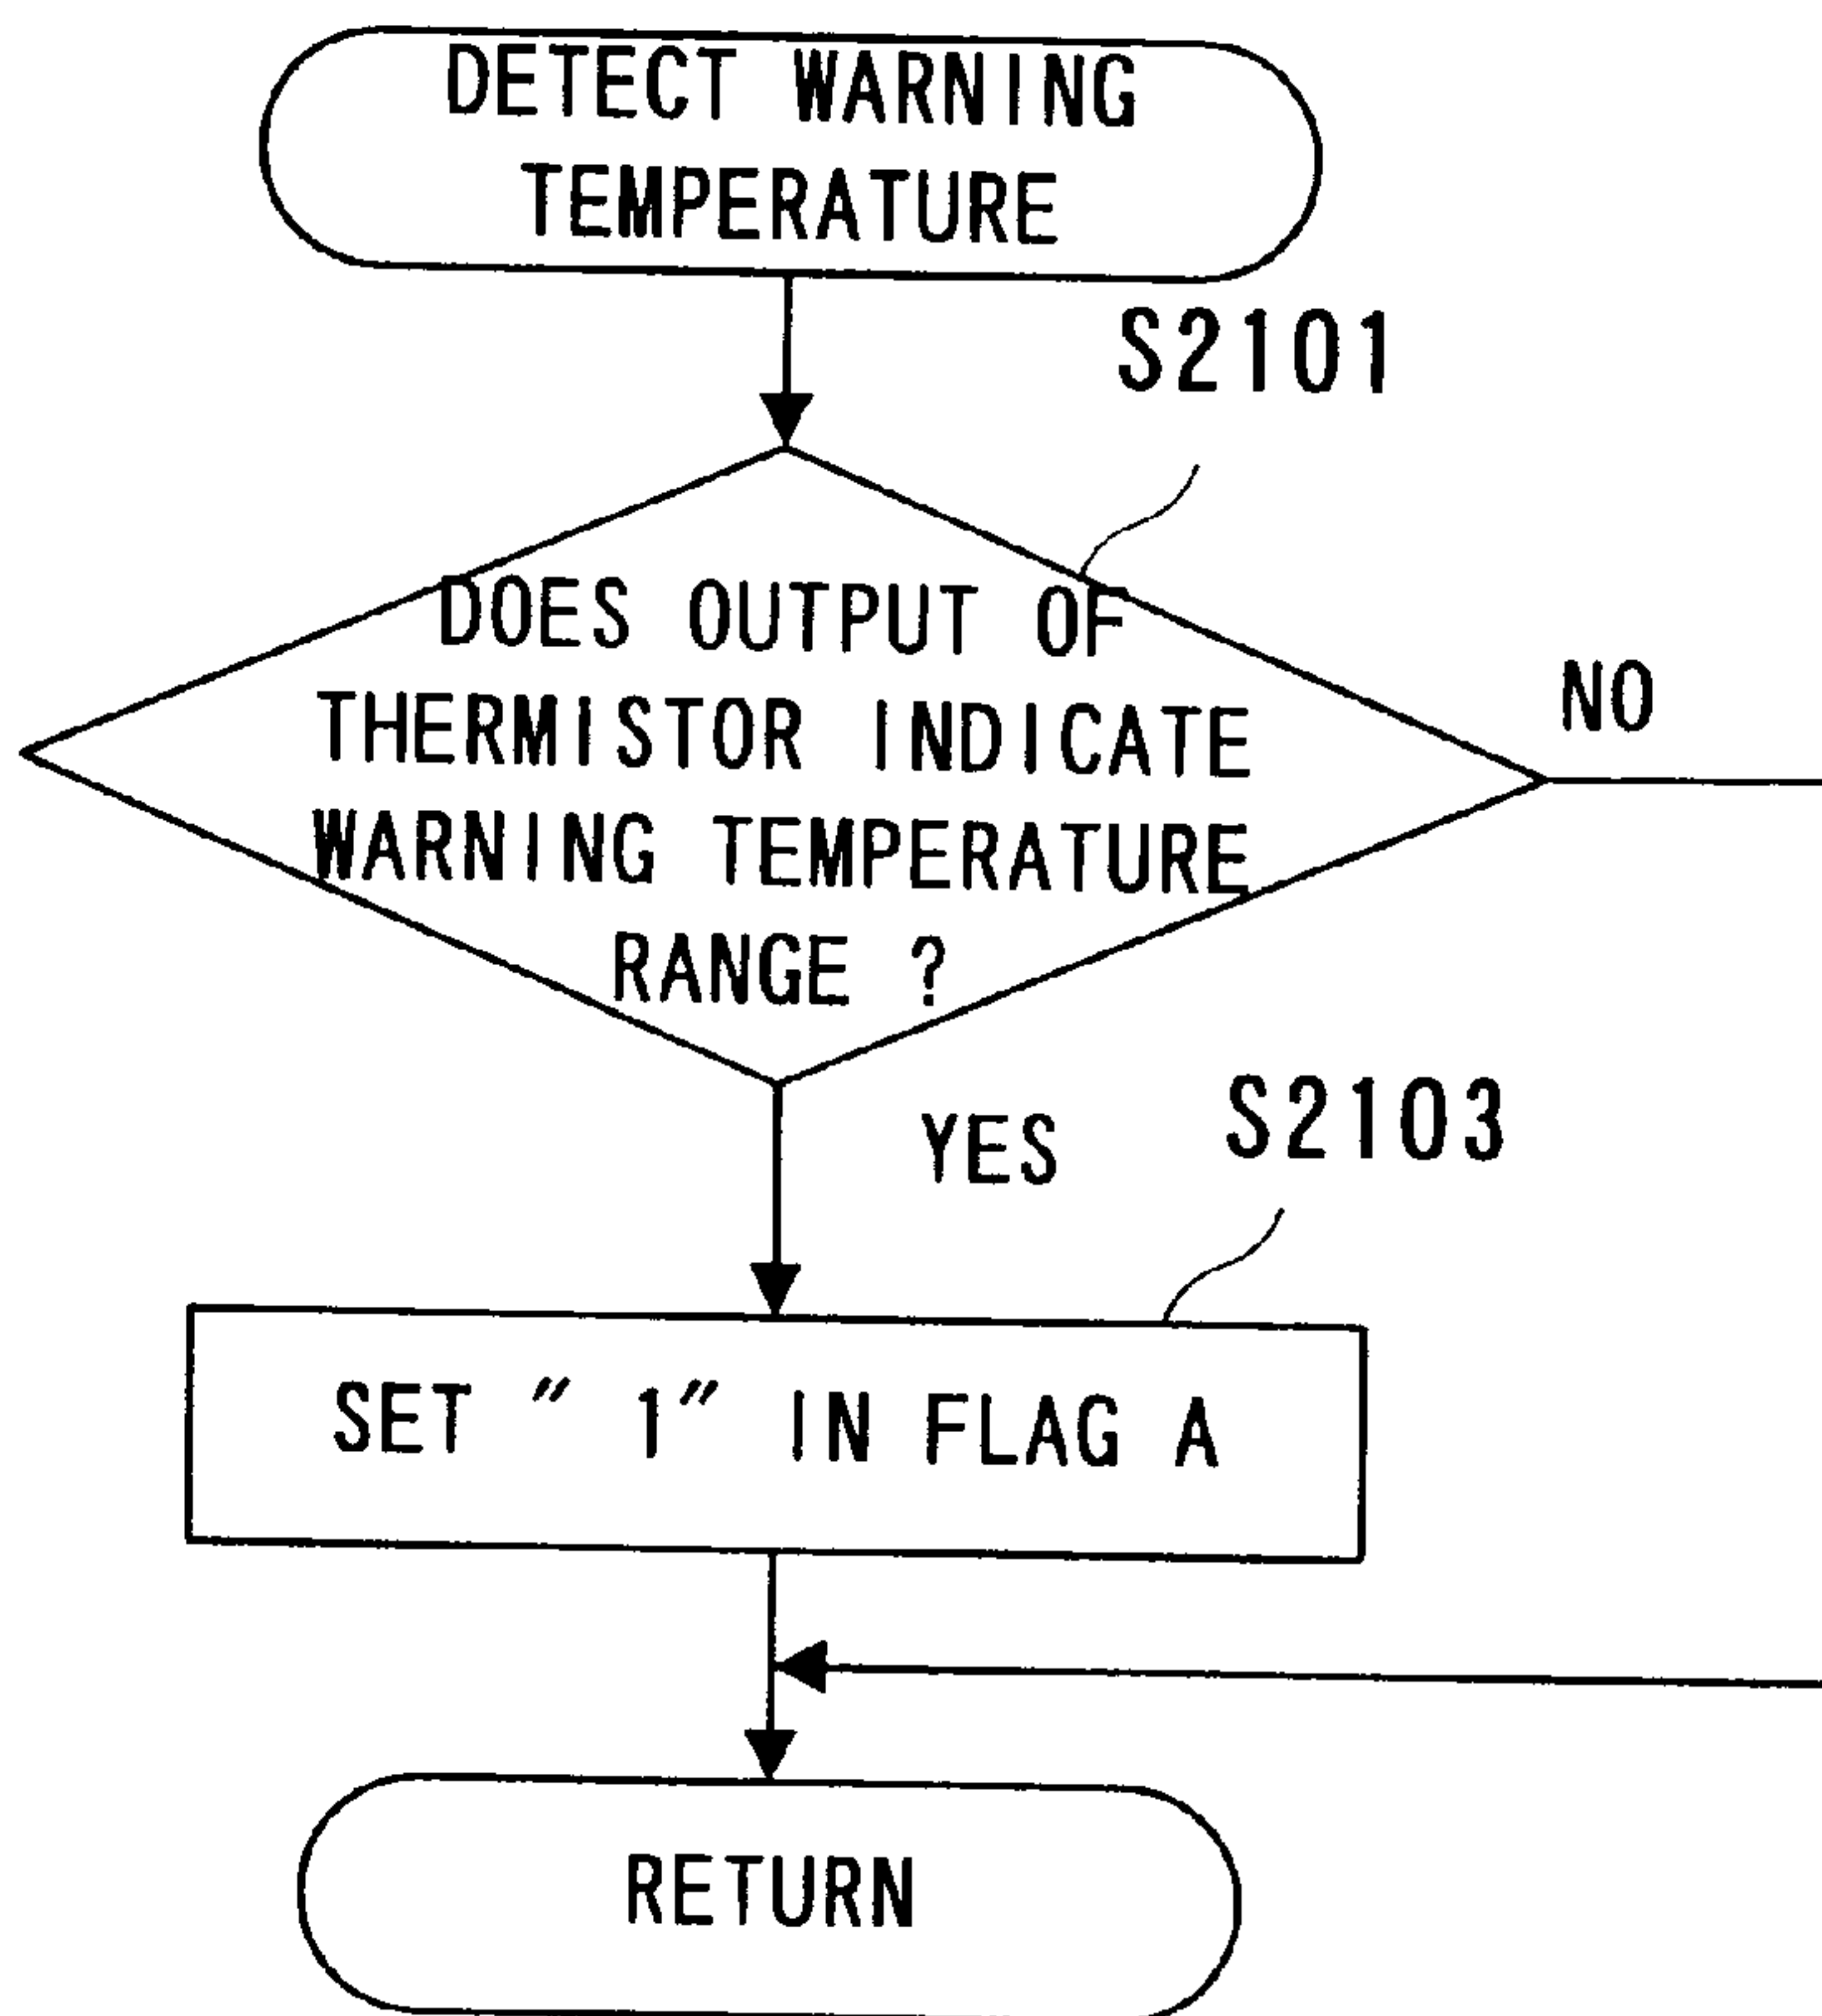 DETECT WARNING
TEMPERATURE
S2101
DOES OUTPUT OF
THERMISTOR INDICATE
WARNING TEMPERATURE
RANGE ?
NO
YES
S2103
SET " 1" IN FLAG A
RETURN